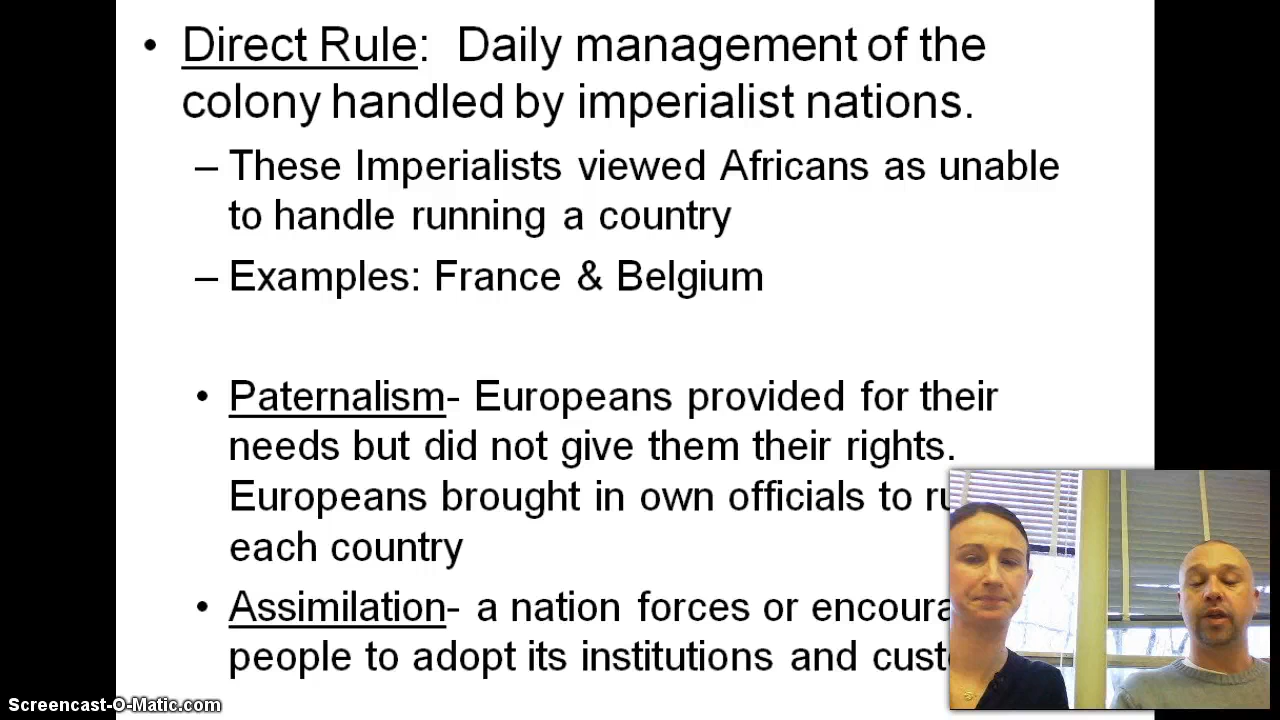 • Direct Rule: Daily management of the
colony handled by imperialist nations.
– These Imperialists viewed Africans as unable
to handle running a country
– Examples: France & Belgium
• Paternalism- Europeans provided for their
needs but did not give them their rights.
Europeans brought in own officials to
each country
• Assimilation- a nation forces or
people to adopt its institutions and
Screencast-O-Matic.com